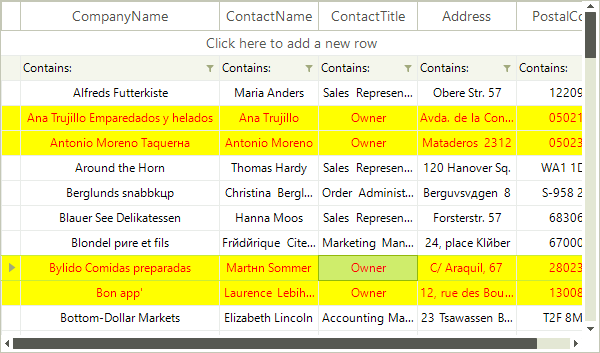 CompanyName ContactName ContactTitle Address PostalCo
Click here to add a new row
Contains: Contains: Contains: Contains: Contains:
Alfreds Futterkiste Maria Anders Sales Represen... Obere Str. 57 12209
Ana Trujillo Emparedados y helados Ana Trujillo Owner Avda. de la Con... 05021
Antonio Moreno Taquerнa Antonio Moreno Owner Mataderos 2312 05023
Around the Horn Thomas Hardy Sales Represen... 120 Hanover Sq. WA1 1D
Berglunds snabbkцp Christina Bergl... Order Administ... Berguvsvдgen 8 S-958 2
Blauer See Delikatessen Hanna Moos Sales Represen... Forsterstr. 57 68306
Blondel pиre et fils Frйdйrique Cite... Marketing Man... 24, place Klйber 67000
Bylido Comidas preparadas Martнn Sommer Owner C/ Araquil, 67 28023
Bon app' Laurence Lebih... Owner 12, rue des Bou... 13008
Bottom-Dollar Markets Elizabeth Lincoln Accounting Ma... 23 Tsawassen B... T2F 8M